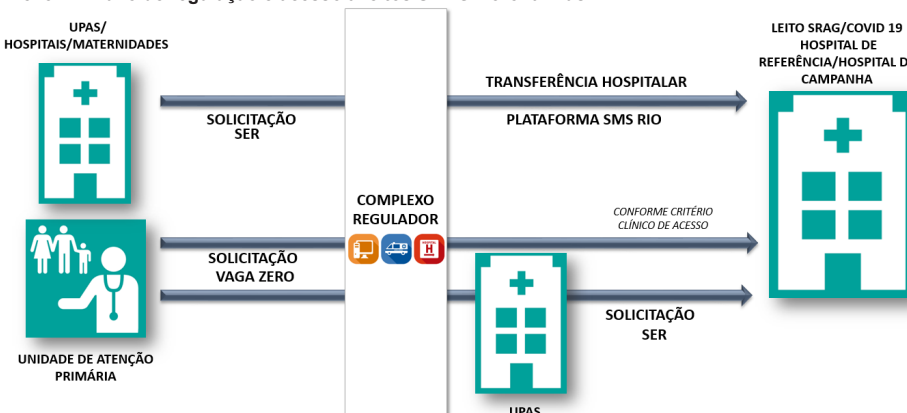 UPAS/
HOSPITAIS/MATERNIDADES
LEITO SRAG/COVID 19
HOSPITAL DE
REFERÊNCIA/HOSPITAL D
CAMPANHA
TRANSFERÊNCIA HOSPITALAR
SOLICITAÇÃO
SER
PLATAFORMA SMS RIO
COMPLEXO
REGULADOR
H
CONFORME CRITÉRIO
CLÍNICO DE ACESSO
SOLICITAÇÃO
VAGA ZERO
SOLICITAÇÃO
SER
UNIDADE DE ATENÇÃO
PRIMÁRIA
UPAS